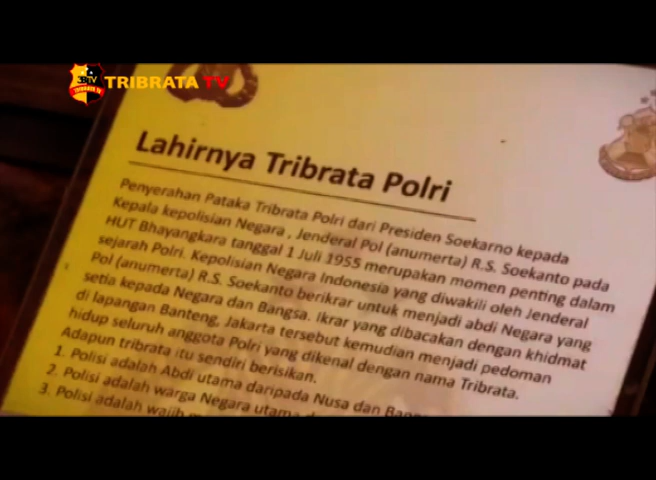 TRIBRATA TV
TRIBRATA TV
Lahirnya Tribrata Polri
Penyerahan Pataka Tribrata Polri dari Presiden Soekarno kepada
Kepala kepolisian Negara , Jenderal Pol (anumerta) R.S. Soekanto pada
HUT Bhayangkara tanggal 1 Juli 1955 merupakan momen penting dalam
sejarah Polri. Kepolisian Negara Indonesia yang diwakili oleh Jenderal
Pol (anumerta) R.S. Soekanto berikrar untuk menjadi abdi Negara yang
setia kepada Negara dan Bangsa. Ikrar yang dibacakan dengan khidmat
di lapangan Banteng, Jakarta tersebut kemudian menjadi pedoman
hidup seluruh anggota Polri yang dikenal dengan nama Tribrata.
Adapun tribrata itu sendiri berisikan.
1. Polisi adalah Abdi utama daripada Nusa dan
2. Polisi adalah warga Negara utama
3. Polisi adalah wajib